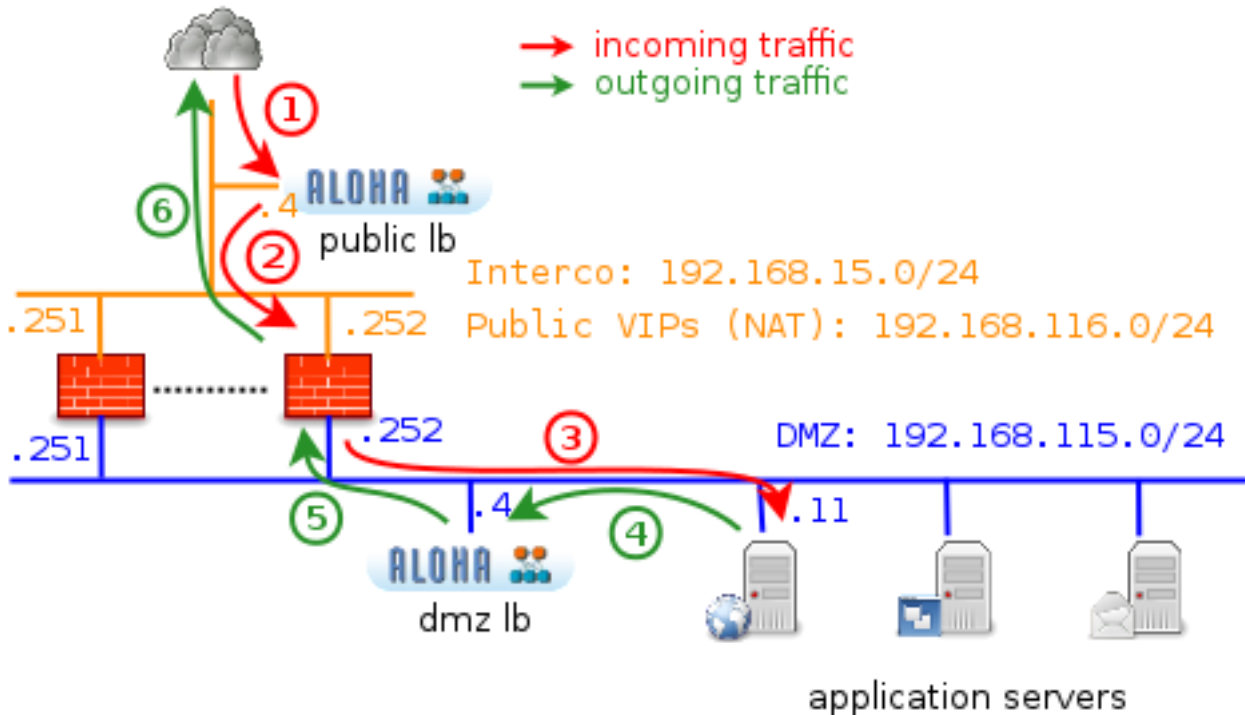 incoming traffic
outgoing traffic
1
ALOHA
6
.4
public lb
2
Interco: 192.168.15.0/24
.251
.252
Public VIPs (NAT): 192.168.116.0/24
.251
.252
3
DMZ: 192.168.115.0/24
5
.4
4
.11
ALOHA
dmz lb
application servers